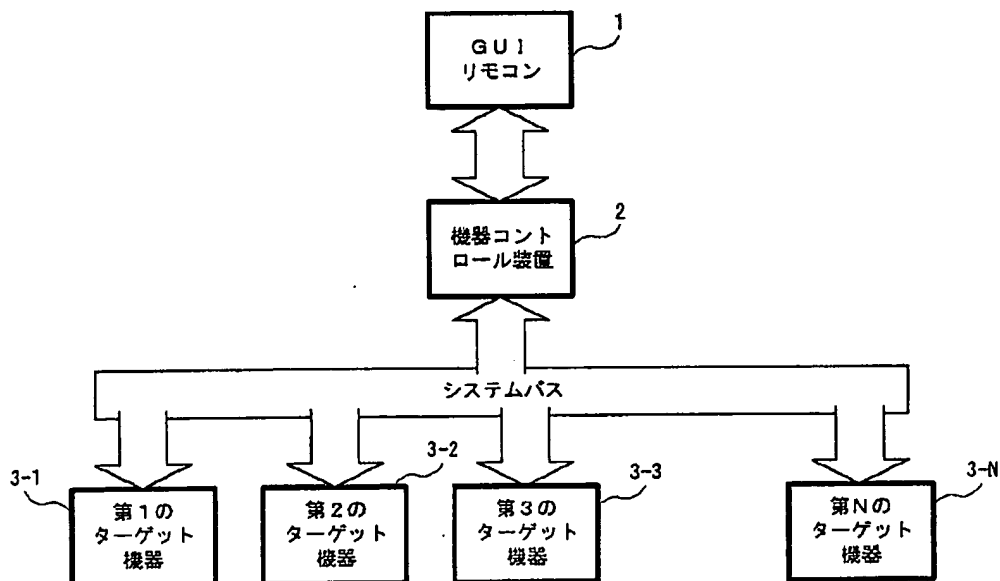 1
GUI
リモコン
2
機器コント
ロール装置
システムバス
3-1
3-2
3-3
3-N
第1の
ターゲット
機器
第2の
ターゲット
機器
第3の
ターゲット
機器
第Nの
ターゲット
機器